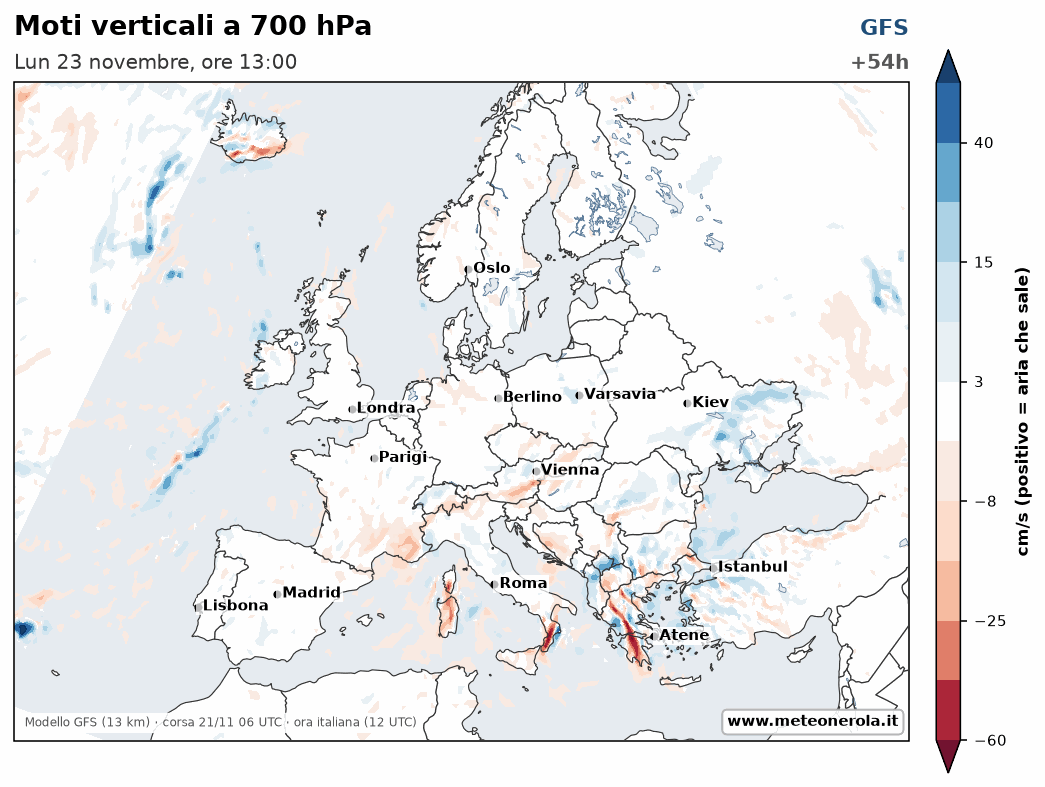 Moti verticali a 700 hPa
GFS
Lun 23 novembre, ore 13:00
+54h
40
15
3
−8
−25
−60
cm/s (positivo = aria che sale)
Oslo
Londra
Berlino
Varsavia
Kiev
Parigi
Vienna
Istanbul
Roma
Madrid
Lisbona
Atene
Modello GFS (13 km) · corsa 21/11 06 UTC · ora italiana (12 UTC)
www.meteonerola.it